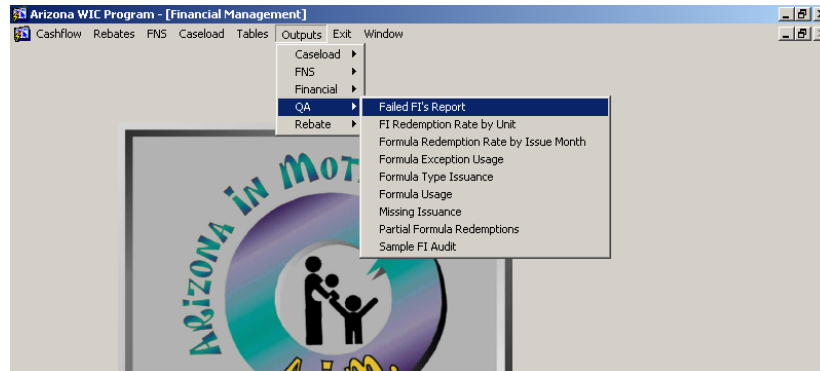 Arizona WIC Program - [Financial Management]
Cashflow Rebates FNS Caseload Tables Outputs Exit Window
Caseload
FNS
Financial
QA
Rebate
Failed FI's Report
FI Redemption Rate by Unit
Formula Redemption Rate by Issue Month
Formula Exception Usage
Formula Type Issuance
Formula Usage
Missing Issuance
Partial Formula Redemptions
Sample FI Audit
ARIZONA IN MOT
A.i.M.